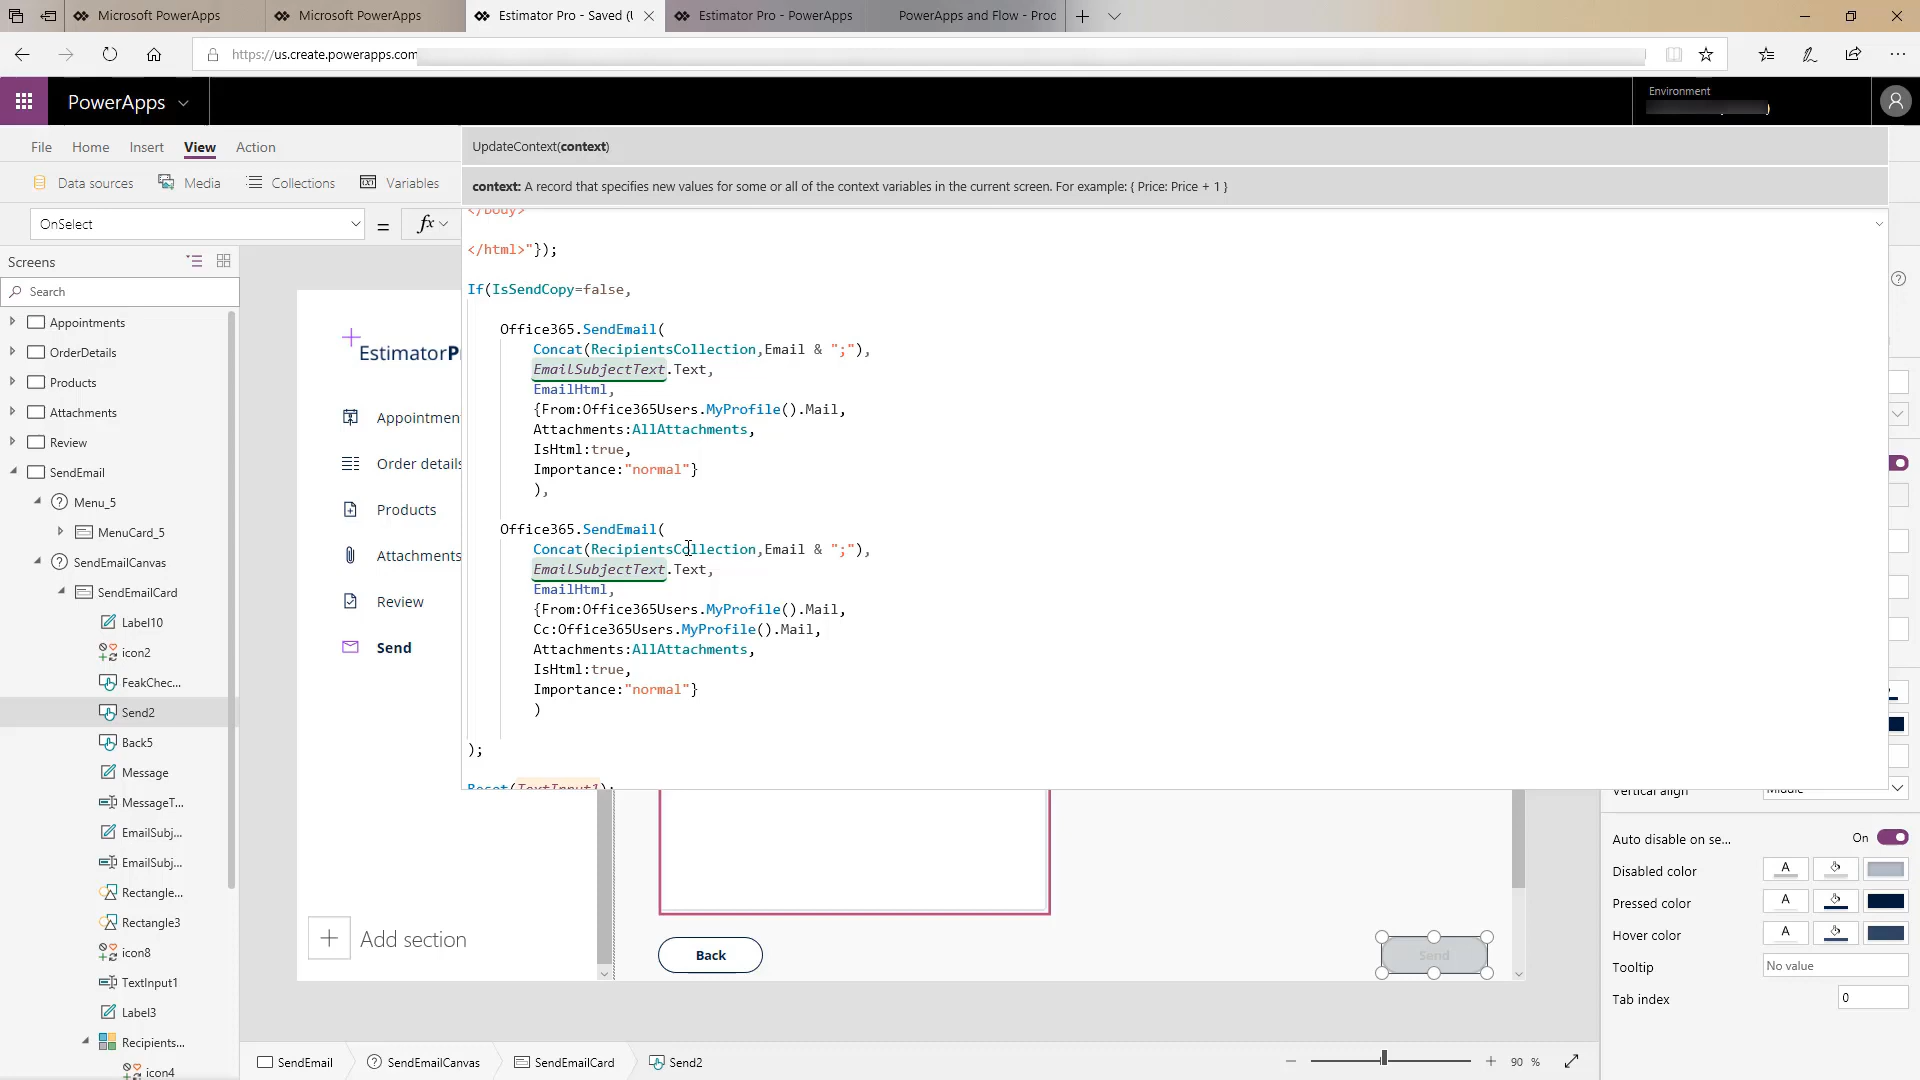 Microsoft PowerApps
Microsoft PowerApps
Estimator Pro - Saved (U
Estimator Pro - PowerApps
PowerApps and Flow - Proc
https://us.create.powerapps.com
PowerApps
Environment
File
Home
Insert
View
Action
Data sources
Media
Collections
Variables
UpdateContext(context)
context: A record that specifies new values for some or all of the context variables in the current screen. For example: { Price: Price + 1 }
OnSelect
=
fx
</body>
</html>"});
If(IsSendCopy=false,
Office365.SendEmail(
Concat(RecipientsCollection,Email & ";"),
EmailSubjectText.Text,
EmailHtml,
{From:Office365Users.MyProfile().Mail,
Attachments:AllAttachments,
IsHtml:true,
Importance:"normal"}
),
Office365.SendEmail(
Concat(RecipientsCollection,Email & ";"),
EmailSubjectText.Text,
EmailHtml,
{From:Office365Users.MyProfile().Mail,
Cc:Office365Users.MyProfile().Mail,
Attachments:AllAttachments,
IsHtml:true,
Importance:"normal"}
)
);
Reset(TextInput1);
Screens
Search
Appointments
OrderDetails
Products
Attachments
Review
SendEmail
Menu_5
MenuCard_5
SendEmailCanvas
SendEmailCard
Label10
icon2
FeakChec...
Send2
Back5
Message
MessageT...
EmailSubj...
EmailSubj...
Rectangle...
Rectangle3
icon8
TextInput1
Label3
Recipients...
icon4
EstimatorP
Appointmen
Order details
Products
Attachments
Review
Send
Add section
Back
Send
Vertical align
Middle
Auto disable on se...
On
Disabled color
A
Pressed color
A
Hover color
A
Tooltip
No value
Tab index
0
SendEmail
SendEmailCanvas
SendEmailCard
Send2
90 %